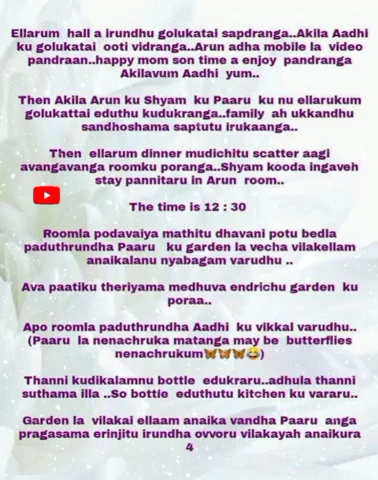 Ellarum hall a irundhu golukatai sapdranga..Akila Aadhi
ku golukatai ooti vidranga..Arun adha mobile la video
pandraan..happy mom son time a enjoy pandranga
Akilavum Aadhi yum..
Then Akila Arun ku Shyam ku Paaru ku nu ellarukum
golukattai eduthu kudukranga..family ah ukkandhu
sandhoshama saptutu irukaanga..
Then ellarum dinner mudichitu scatter aagi
avangavanga roomku poranga..Shyam kooda ingaveh
stay pannitaru in Arun room..
The time is 12 : 30
Roomla podavaiya mathitu dhavani potu bedla
paduthrundha Paaru ku garden la vecha vilakellam
anaikalanu nyabagam varudhu ..
Ava paatiku theriyama medhuva endrichu garden ku
poraa..
Apo roomla paduthrundha Aadhi ku vikkal varudhu..
(Paaru la nenachruka matanga may be butterflies
nenachrukum🦋🦋🦋😂)
Thanni kudikalamnu bottle edukraru..adhula thanni
suthama illa ..So bottle eduthutu kitchen ku vararu..
Garden la vilakai ellaam anaika vandha Paaru anga
pragasama erinjitu irundha ovvoru vilakayah anaikura
4